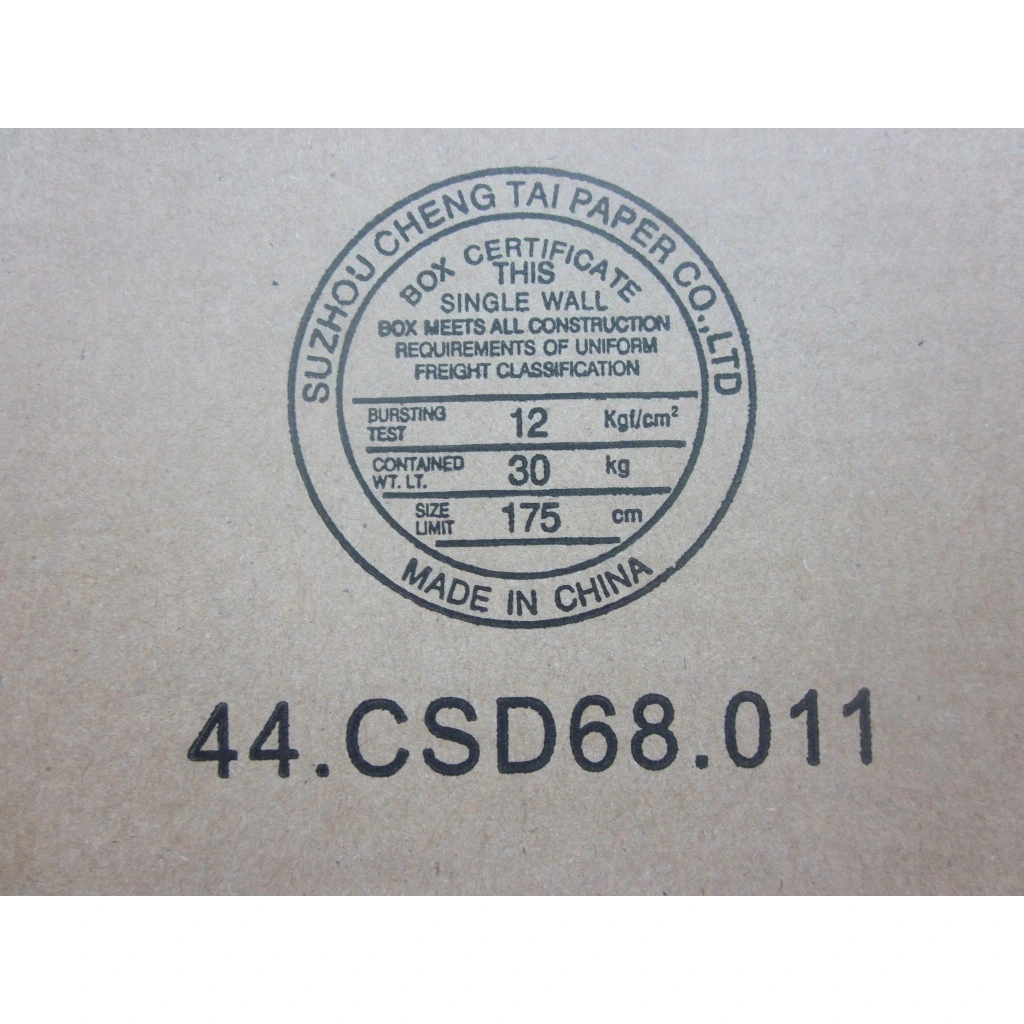 SUZHOU CHENG TAI PAPER CO.,LTD
BOX CERTIFICATE
THIS
SINGLE WALL
BOX MEETS ALL CONSTRUCTION
REQUIREMENTS OF UNIFORM
FREIGHT CLASSIFICATION
BURSTING TEST 12 Kgf/cm²
CONTAINED WT. LT. 30 kg
SIZE LIMIT 175 cm
MADE IN CHINA
44.CSD68.011